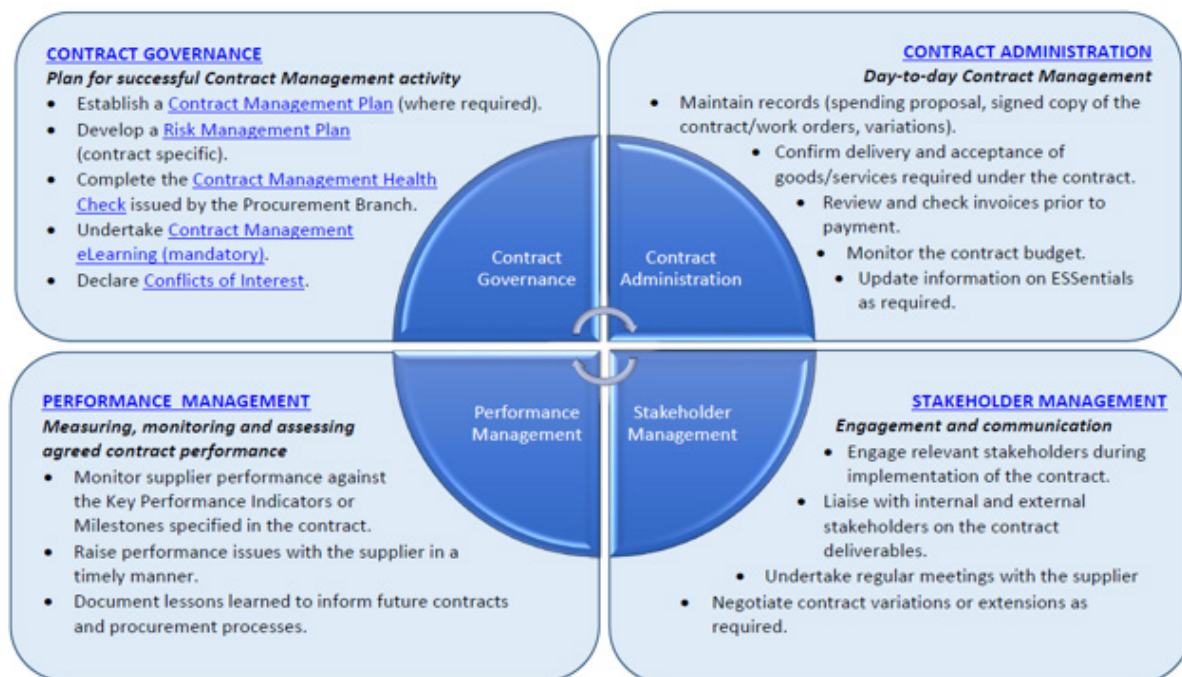 CONTRACT GOVERNANCE
Plan for successful Contract Management activity
• Establish a Contract Management Plan (where required).
• Develop a Risk Management Plan
(contract specific).
• Complete the Contract Management Health
Check issued by the Procurement Branch.
• Undertake Contract Management
eLearning (mandatory).
• Declare Conflicts of Interest.
CONTRACT ADMINISTRATION
Day-to-day Contract Management
• Maintain records (spending proposal, signed copy of the
contract/work orders, variations).
• Confirm delivery and acceptance of
goods/services required under the contract.
• Review and check invoices prior to
payment.
• Monitor the contract budget.
• Update information on ESSentials
as required.
Contract
Governance
Contract
Administration
Performance
Management
Stakeholder
Management
PERFORMANCE MANAGEMENT
Measuring, monitoring and assessing
agreed contract performance
• Monitor supplier performance against
the Key Performance Indicators or
Milestones specified in the contract.
• Raise performance issues with the supplier in a
timely manner.
• Document lessons learned to inform future contracts
and procurement processes.
STAKEHOLDER MANAGEMENT
Engagement and communication
• Engage relevant stakeholders during
implementation of the contract.
• Liaise with internal and external
stakeholders on the contract
deliverables.
• Undertake regular meetings with the supplier
• Negotiate contract variations or extensions as
required.